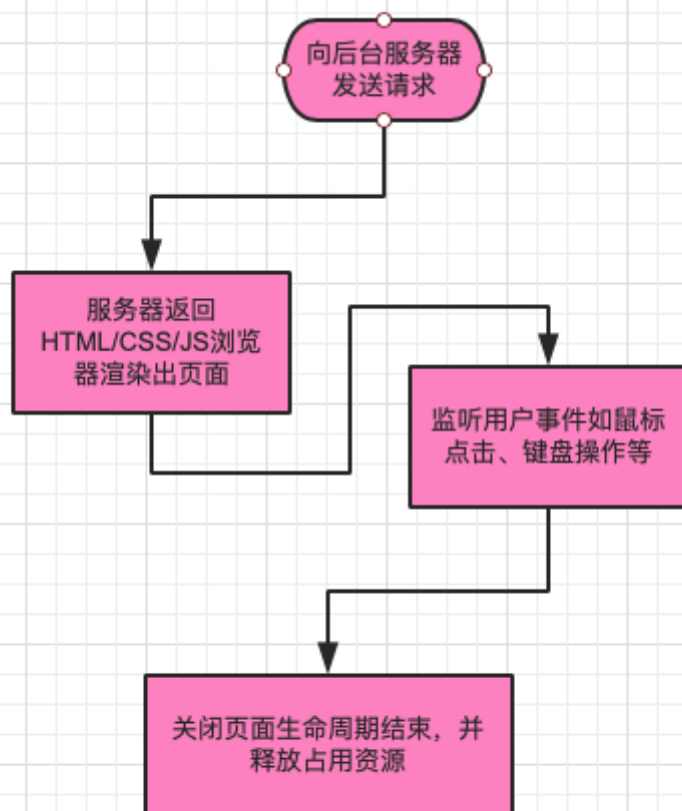 向后台服务器
发送请求
服务器返回
HTML/CSS/JS浏览
器渲染出页面
监听用户事件如鼠标
点击、键盘操作等
关闭页面生命周期结束，并
释放占用资源